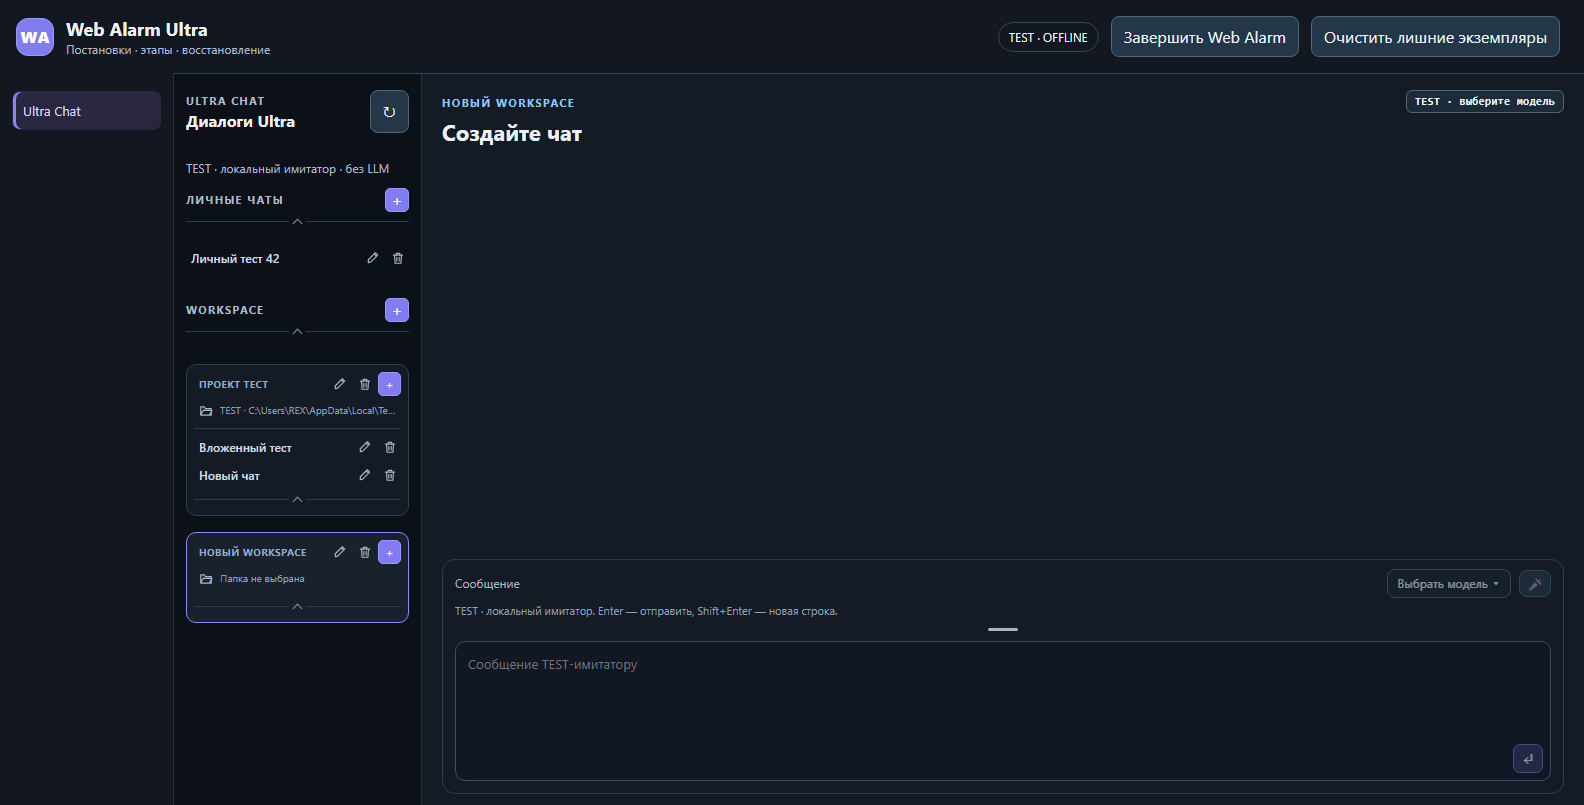 WA
Web Alarm Ultra
Постановки · этапы · восстановление
TEST · OFFLINE
Завершить Web Alarm
Очистить лишние экземпляры
Ultra Chat
ULTRA CHAT
Диалоги Ultra
TEST · локальный имитатор · без LLM
ЛИЧНЫЕ ЧАТЫ
+
Личный тест 42
WORKSPACE
+
ПРОЕКТ ТЕСТ
+
TEST · C:\Users\REX\AppData\Local\Te...
Вложенный тест
Новый чат
НОВЫЙ WORKSPACE
+
Папка не выбрана
НОВЫЙ WORKSPACE
Создайте чат
TEST · выберите модель
Сообщение
Выбрать модель
TEST · локальный имитатор. Enter — отправить, Shift+Enter — новая строка.
Сообщение TEST-имитатору